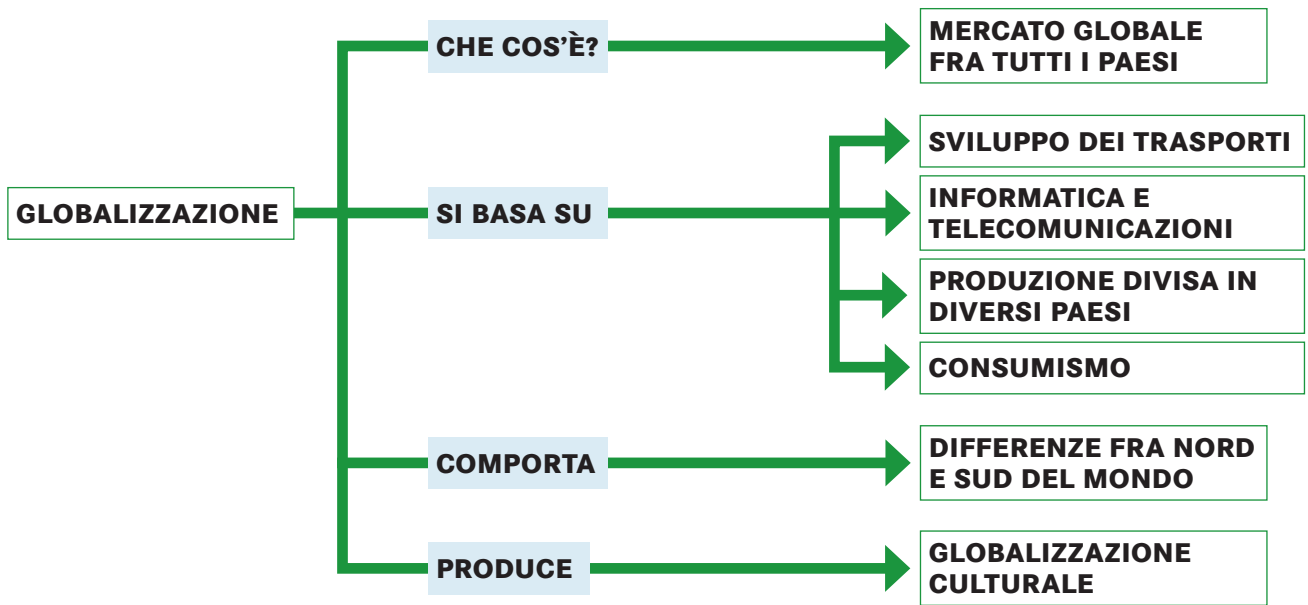 GLOBALIZZAZIONE
CHE COS'È?
MERCATO GLOBALE
FRA TUTTI I PAESI
SI BASA SU
SVILUPPO DEI TRASPORTI
INFORMATICA E
TELECOMUNICAZIONI
PRODUZIONE DIVISA IN
DIVERSI PAESI
CONSUMISMO
COMPORTA
DIFFERENZE FRA NORD
E SUD DEL MONDO
PRODUCE
GLOBALIZZAZIONE
CULTURALE